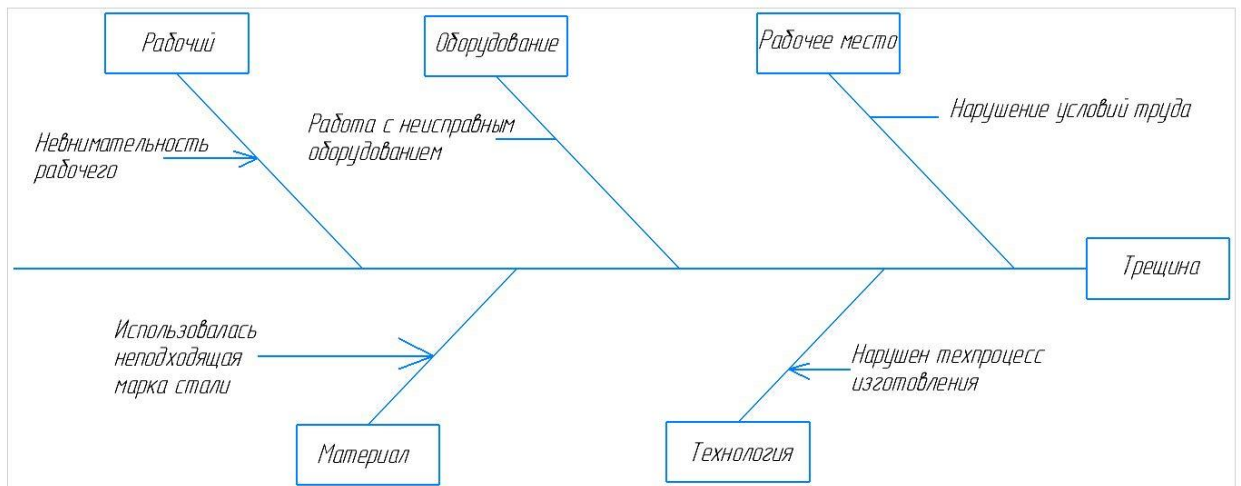 Рабочий
Оборудование
Рабочее место
Невнимательность
рабочего
Работа с неисправным
оборудованием
Нарушение условий труда
Трещина
Использовалась
неподходящая
марка стали
Нарушен техпроцесс
изготовления
Материал
Технология